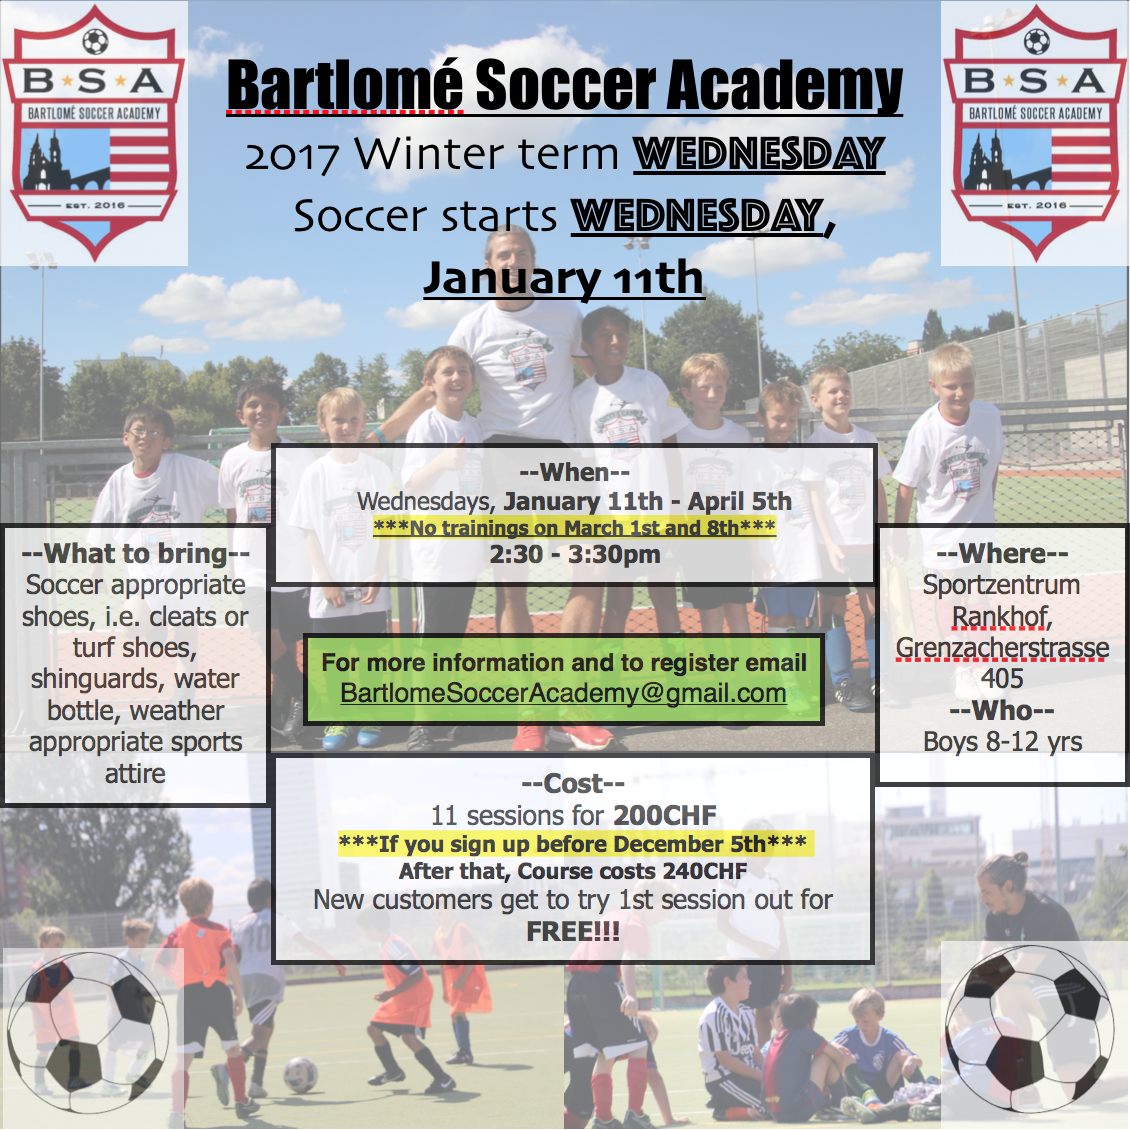 B★S★A
BARTLOMÉ SOCCER ACADEMY
EST. 2016
B★S★A
BARTLOMÉ SOCCER ACADEMY
EST. 2016
Bartlomé Soccer Academy
2017 Winter term WEDNESDAY
Soccer starts WEDNESDAY,
January 11th
--When--
Wednesdays, January 11th - April 5th
***No trainings on March 1st and 8th***
2:30 - 3:30pm
--What to bring--
Soccer appropriate
shoes, i.e. cleats or
turf shoes,
shinguards, water
bottle, weather
appropriate sports
attire
For more information and to register email
BartlomeSoccerAcademy@gmail.com
--Where--
Sportzentrum
Rankhof,
Grenzacherstrasse
405
--Who--
Boys 8-12 yrs
--Cost--
11 sessions for 200CHF
***If you sign up before December 5th***
After that, Course costs 240CHF
New customers get to try 1st session out for
FREE!!!
Jeep